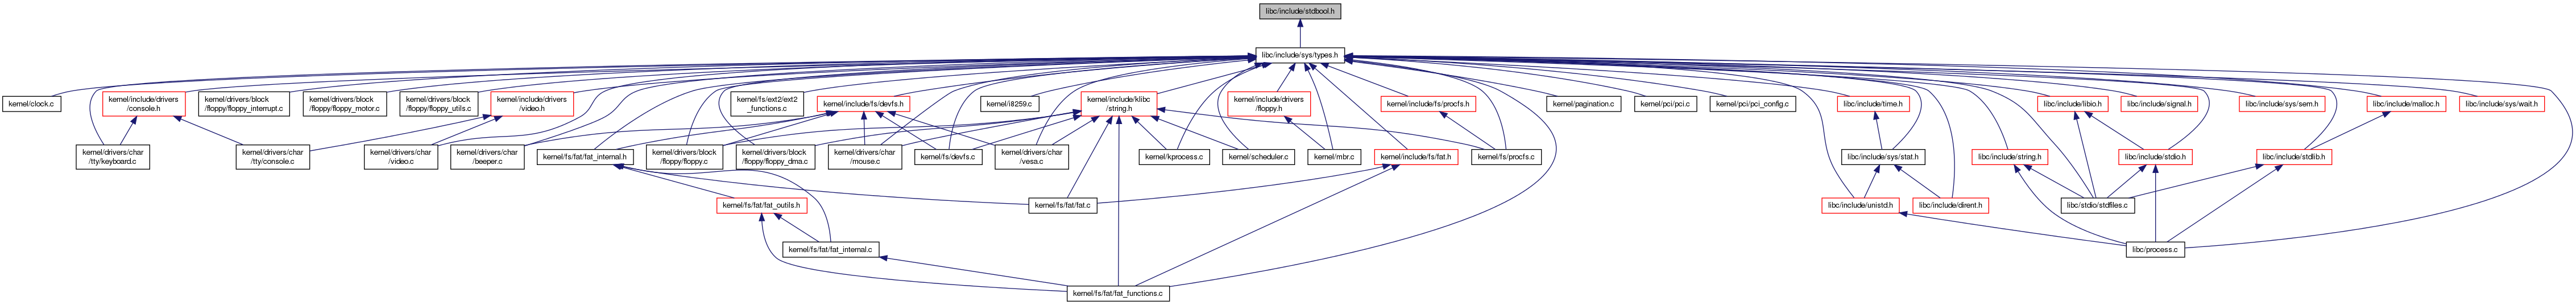 libc/include/stdbool.h
libc/include/sys/types.h
kernel/clock.c
kernel/include/drivers
/console.h
kernel/drivers/block
/floppy/floppy_interrupt.c
kernel/drivers/block
/floppy/floppy_motor.c
kernel/drivers/block
/floppy/floppy_utils.c
kernel/include/drivers
/video.h
kernel/fs/ext2/ext2
_functions.c
kernel/include/fs/devfs.h
kernel/i8259.c
kernel/include/klibc
/string.h
kernel/include/drivers
/floppy.h
kernel/include/fs/procfs.h
kernel/pagination.c
kernel/pci/pci.c
kernel/pci/pci_config.c
libc/include/time.h
libc/include/libio.h
libc/include/signal.h
libc/include/sys/sem.h
libc/include/malloc.h
libc/include/sys/wait.h
kernel/drivers/char
/tty/keyboard.c
kernel/drivers/char
/tty/console.c
kernel/drivers/char
/video.c
kernel/drivers/char
/beeper.c
kernel/fs/fat/fat_internal.h
kernel/drivers/block
/floppy/floppy.c
kernel/drivers/block
/floppy/floppy_dma.c
kernel/drivers/char
/mouse.c
kernel/fs/devfs.c
kernel/drivers/char
/vesa.c
kernel/kprocess.c
kernel/scheduler.c
kernel/mbr.c
kernel/include/fs/fat.h
kernel/fs/procfs.c
libc/include/sys/stat.h
libc/include/string.h
libc/include/stdio.h
libc/include/stdlib.h
kernel/fs/fat/fat_outils.h
kernel/fs/fat/fat.c
libc/include/unistd.h
libc/include/dirent.h
libc/stdio/stdfiles.c
kernel/fs/fat/fat_internal.c
libc/process.c
kernel/fs/fat/fat_functions.c